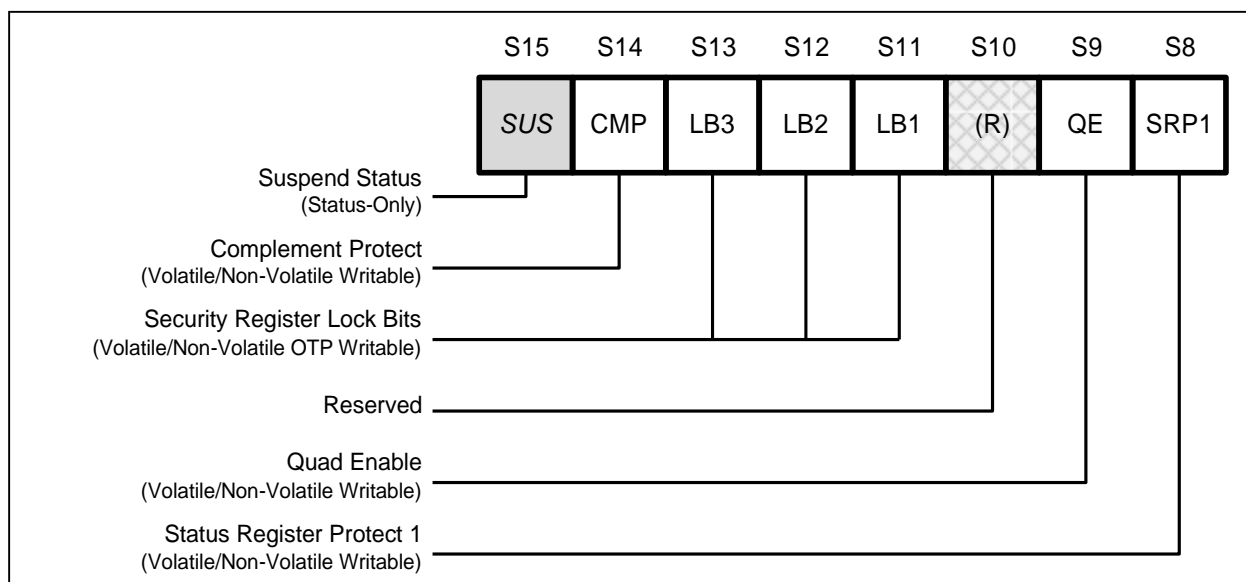 S15 S14 S13 S12 S11 S10 S9 S8
SUS CMP LB3 LB2 LB1 (R) QE SRP1
Suspend Status
(Status-Only)
Complement Protect
(Volatile/Non-Volatile Writable)
Security Register Lock Bits
(Volatile/Non-Volatile OTP Writable)
Reserved
Quad Enable
(Volatile/Non-Volatile Writable)
Status Register Protect 1
(Volatile/Non-Volatile Writable)